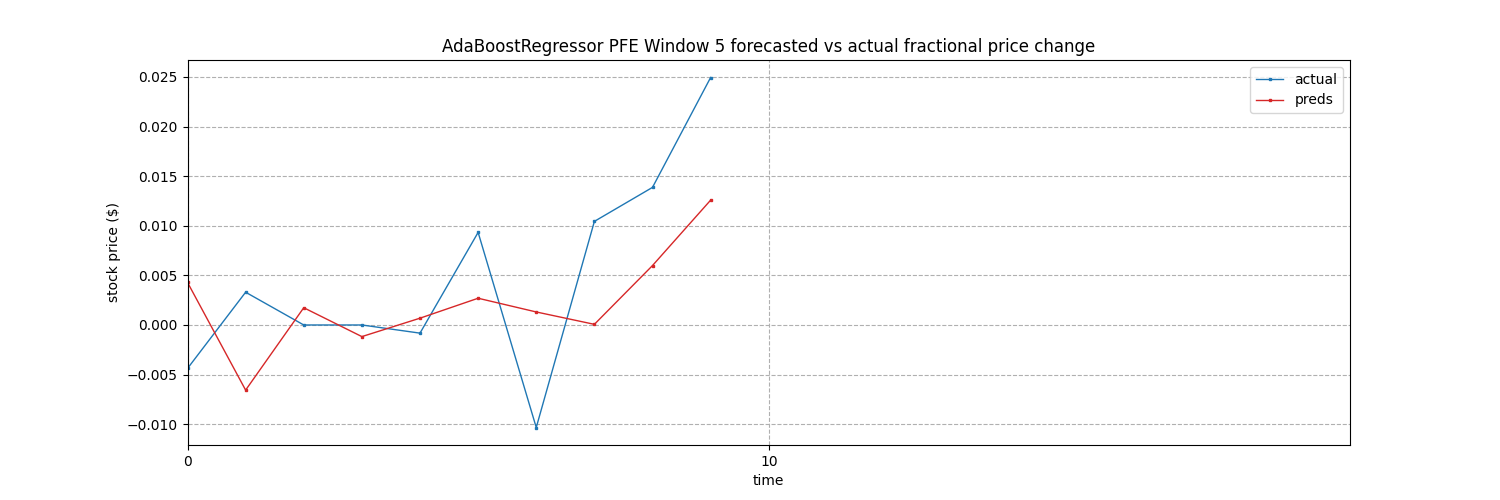 AdaBoostRegressor PFE Window 5 forecasted vs actual fractional price change
actual
preds
0.025
0.020
0.015
0.010
0.005
0.000
−0.005
−0.010
stock price ($)
0
10
time